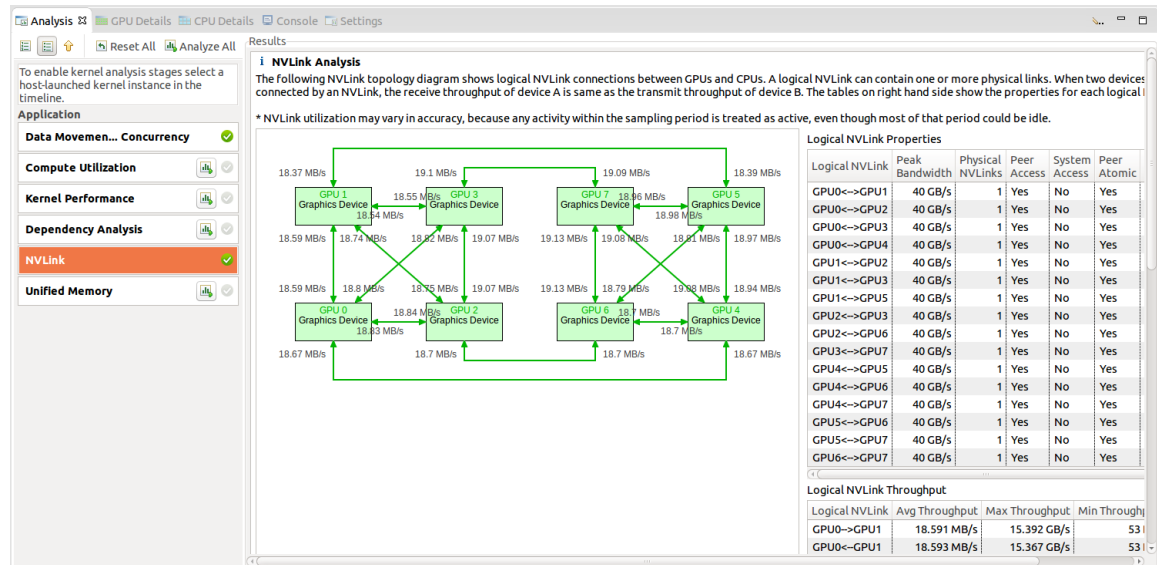 Analysis GPU Details CPU Details Console Settings
Reset All Analyze All
To enable kernel analysis stages select a
host-launched kernel instance in the
timeline.
Application
Data Movemen... Concurrency
Compute Utilization
Kernel Performance
Dependency Analysis
NVLink
Unified Memory
Results
i NVLink Analysis
The following NVLink topology diagram shows logical NVLink connections between GPUs and CPUs. A logical NVLink can contain one or more physical links. When two devices
connected by an NVLink, the receive throughput of device A is same as the transmit throughput of device B. The tables on right hand side show the properties for each logical
* NVLink utilization may vary in accuracy, because any activity within the sampling period is treated as active, even though most of that period could be idle.
18.37 MB/s 19.1 MB/s 19.09 MB/s 18.39 MB/s
GPU 1 18.55 MB/s GPU 3 GPU 7 18.96 MB/s GPU 5
Graphics Device Graphics Device Graphics Device Graphics Device
18.54 MB/s 18.98 MB/s
18.59 MB/s 18.74 MB/s 18.82 MB/s 19.07 MB/s 19.13 MB/s 19.08 MB/s 18.81 MB/s 18.97 MB/s
18.59 MB/s 18.8 MB/s 18.75 MB/s 19.07 MB/s 19.13 MB/s 18.79 MB/s 19.08 MB/s 18.94 MB/s
GPU 0 18.84 MB/s GPU 2 GPU 6 18.7 MB/s GPU 4
Graphics Device Graphics Device Graphics Device Graphics Device
18.83 MB/s 18.7 MB/s
18.67 MB/s 18.7 MB/s 18.7 MB/s 18.67 MB/s
Logical NVLink Properties
Logical NVLink Peak Bandwidth Physical NVLinks Peer Access System Access Peer Atomic
GPU0<-->GPU1 40 GB/s 1 Yes No Yes
GPU0<-->GPU2 40 GB/s 1 Yes No Yes
GPU0<-->GPU3 40 GB/s 1 Yes No Yes
GPU0<-->GPU4 40 GB/s 1 Yes No Yes
GPU1<-->GPU2 40 GB/s 1 Yes No Yes
GPU1<-->GPU3 40 GB/s 1 Yes No Yes
GPU1<-->GPU5 40 GB/s 1 Yes No Yes
GPU2<-->GPU3 40 GB/s 1 Yes No Yes
GPU2<-->GPU6 40 GB/s 1 Yes No Yes
GPU3<-->GPU7 40 GB/s 1 Yes No Yes
GPU4<-->GPU5 40 GB/s 1 Yes No Yes
GPU4<-->GPU6 40 GB/s 1 Yes No Yes
GPU4<-->GPU7 40 GB/s 1 Yes No Yes
GPU5<-->GPU6 40 GB/s 1 Yes No Yes
GPU5<-->GPU7 40 GB/s 1 Yes No Yes
GPU6<-->GPU7 40 GB/s 1 Yes No Yes
Logical NVLink Throughput
Logical NVLink Avg Throughput Max Throughput Min Through
GPU0-->GPU1 18.591 MB/s 15.392 GB/s 53
GPU0<--GPU1 18.593 MB/s 15.367 GB/s 53